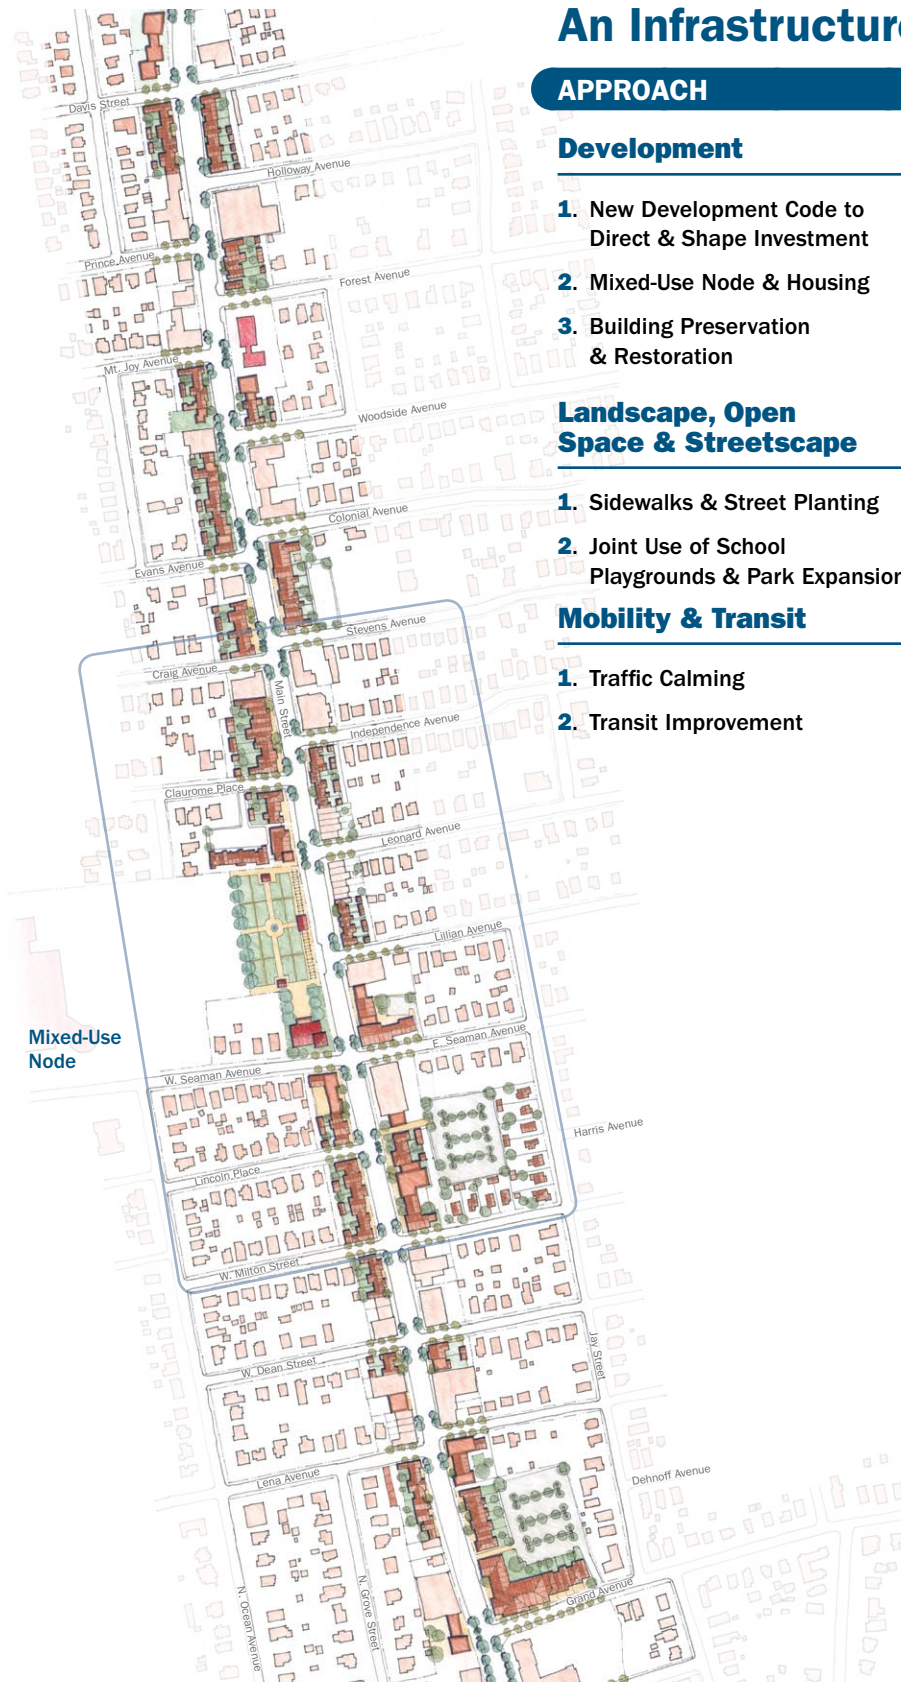 An Infrastructure
APPROACH
Development
1. New Development Code to
Direct & Shape Investment
2. Mixed-Use Node & Housing
3. Building Preservation
& Restoration
Landscape, Open
Space & Streetscape
1. Sidewalks & Street Planting
2. Joint Use of School
Playgrounds & Park Expansion
Mobility & Transit
1. Traffic Calming
2. Transit Improvement
Davis Street
Holloway Avenue
Prince Avenue
Forest Avenue
Mt. Joy Avenue
Woodside Avenue
Colonial Avenue
Evans Avenue
Stevens Avenue
Craig Avenue
Main Street
Independence Avenue
Claurome Place
Leonard Avenue
Lillian Avenue
Mixed-Use
Node
E. Seaman Avenue
W. Seaman Avenue
Harris Avenue
Lincoln Place
W. Milton Street
Jay Street
W. Dean Street
Lena Avenue
Dehnoff Avenue
N. Ocean Avenue
N. Grove Street
Grand Avenue